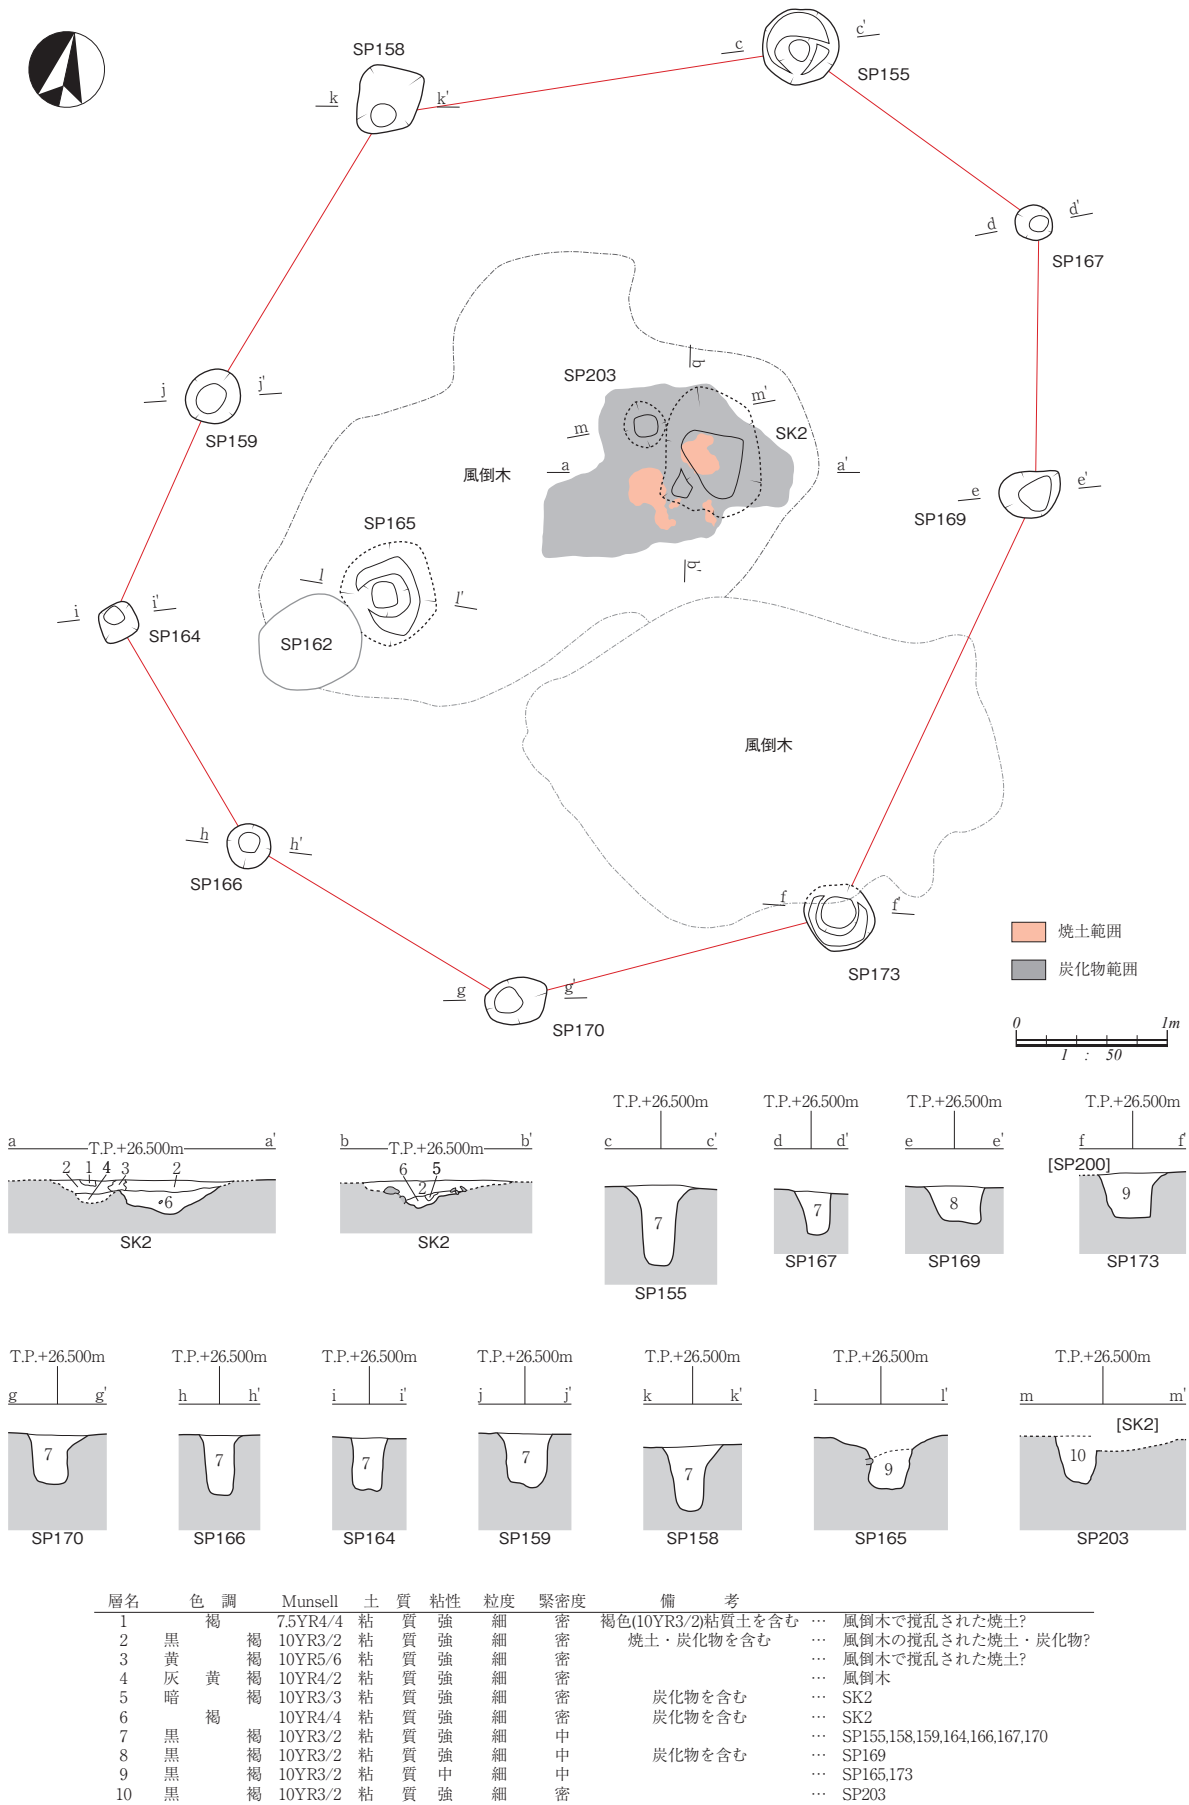 SP158
c c'
SP155
k k'
d d'
SP167
SP203
b
m m'
SK2
j j'
SP159
風倒木
a a'
e e'
SP169
SP165
l l'
b'
i i'
SP164
SP162
風倒木
h h'
SP166
f f'
SP173
g g'
SP170
焼土範囲
炭化物範囲
0 1m
1 : 50
a T.P.+26.500m a'
2 1 4 3 2
6
SK2
b T.P.+26.500m b'
6 5
2
SK2
T.P.+26.500m
c c'
7
SP155
T.P.+26.500m
d d'
7
SP167
T.P.+26.500m
e e'
8
SP169
T.P.+26.500m
f f'
[SP200]
9
SP173
T.P.+26.500m
g g'
7
SP170
T.P.+26.500m
h h'
7
SP166
T.P.+26.500m
i i'
7
SP164
T.P.+26.500m
j j'
7
SP159
T.P.+26.500m
k k'
7
SP158
T.P.+26.500m
l l'
9
SP165
T.P.+26.500m
m m'
[SK2]
10
SP203
層名 色調 Munsell 土質 粘性 粒度 緊密度 備考
1 褐 7.5YR4/4 粘質 強 細 密 褐色(10YR3/2)粘質土を含む … 風倒木で撹乱された焼土?
2 黒褐 10YR3/2 粘質 強 細 密 焼土・炭化物を含む … 風倒木の撹乱された焼土・炭化物?
3 黄褐 10YR5/6 粘質 強 細 密 … 風倒木で撹乱された焼土?
4 灰黄褐 10YR4/2 粘質 強 細 密 … 風倒木
5 暗褐 10YR3/3 粘質 強 細 密 炭化物を含む … SK2
6 褐 10YR4/4 粘質 強 細 密 炭化物を含む … SK2
7 黒褐 10YR3/2 粘質 強 細 中 … SP155,158,159,164,166,167,170
8 黒褐 10YR3/2 粘質 強 細 中 炭化物を含む … SP169
9 黒褐 10YR3/2 粘質 中 細 中 … SP165,173
10 黒褐 10YR3/2 粘質 強 細 密 … SP203